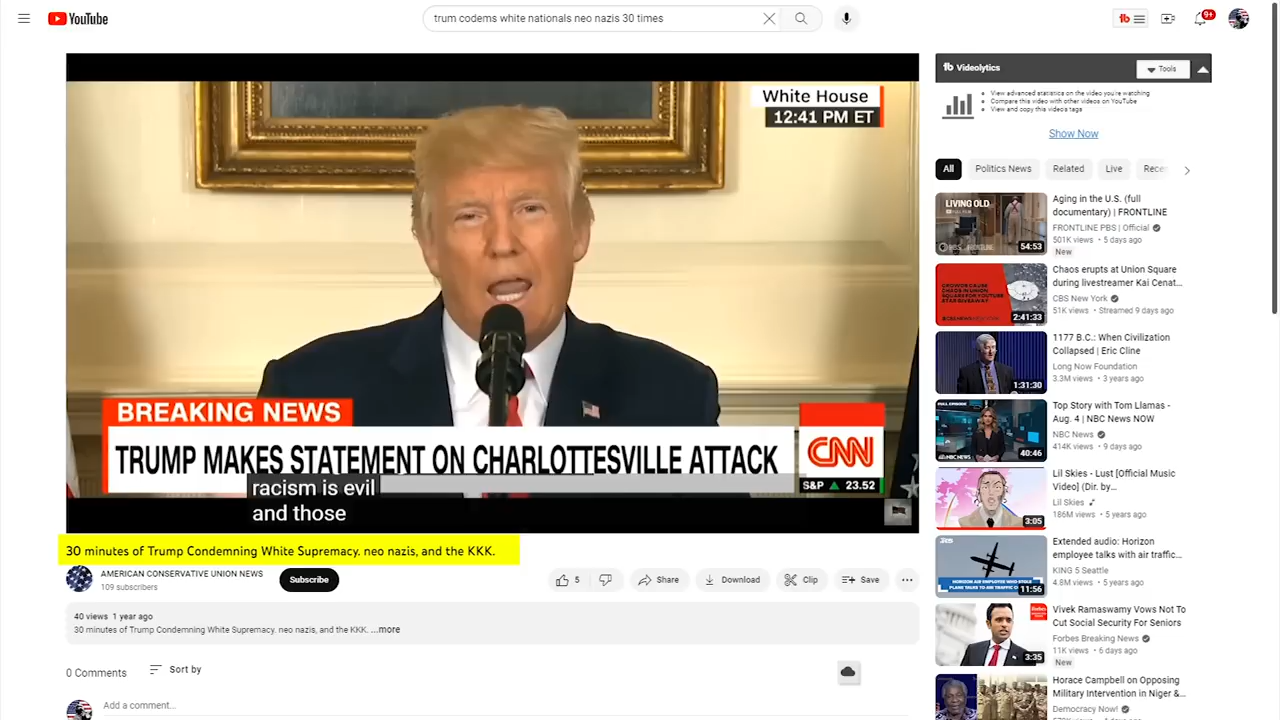 YouTube
trum codems white nationals neo nazis 30 times
tb
9+
White House
12:41 PM ET
BREAKING NEWS
TRUMP MAKES STATEMENT ON CHARLOTTESVILLE ATTACK
CNN
S&P ▲ 23.52
racism is evil
and those
30 minutes of Trump Condemning White Supremacy. neo nazis, and the KKK.
AMERICAN CONSERVATIVE UNION NEWS
109 subscribers
Subscribe
5
Share
Download
Clip
Save
40 views 1 year ago
30 minutes of Trump Condemning White Supremacy. neo nazis, and the KKK. ...more
0 Comments
Sort by
Add a comment...
tb Videolytics
Tools
View advanced statistics on the video you're watching
Compare this video with other videos on YouTube
View and copy this video's tags
Show Now
All
Politics News
Related
Live
Rece
LIVING OLD
54:53
Aging in the U.S. (full
documentary) | FRONTLINE
FRONTLINE PBS | Official
501K views • 5 days ago
New
2:41:33
Chaos erupts at Union Square
during livestreamer Kai Cenat...
CBS New York
51K views • Streamed 9 days ago
1:31:30
1177 B.C.: When Civilization
Collapsed | Eric Cline
Long Now Foundation
3.3M views • 3 years ago
40:46
Top Story with Tom Llamas -
Aug. 4 | NBC News NOW
NBC News
414K views • 9 days ago
3:05
Lil Skies - Lust [Official Music
Video] (Dir. by...
Lil Skies
186M views • 5 years ago
11:56
Extended audio: Horizon
employee talks with air traffic...
KING 5 Seattle
4.8M views • 5 years ago
Forbes
3:35
Vivek Ramaswamy Vows Not To
Cut Social Security For Seniors
Forbes Breaking News
11K views • 6 days ago
New
Horace Campbell on Opposing
Military Intervention in Niger &...
Democracy Now!